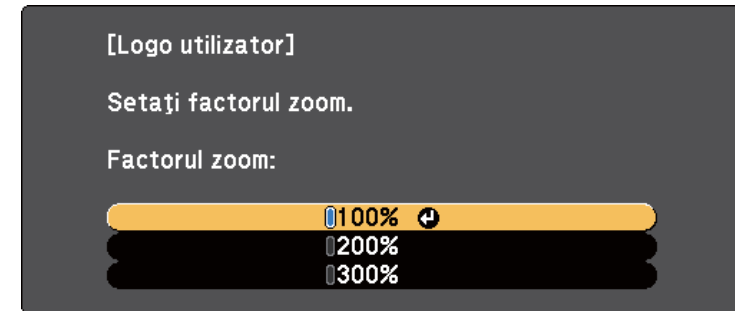 [Logo utilizator]
Setaţi factorul zoom.
Factorul zoom:
100%
200%
300%